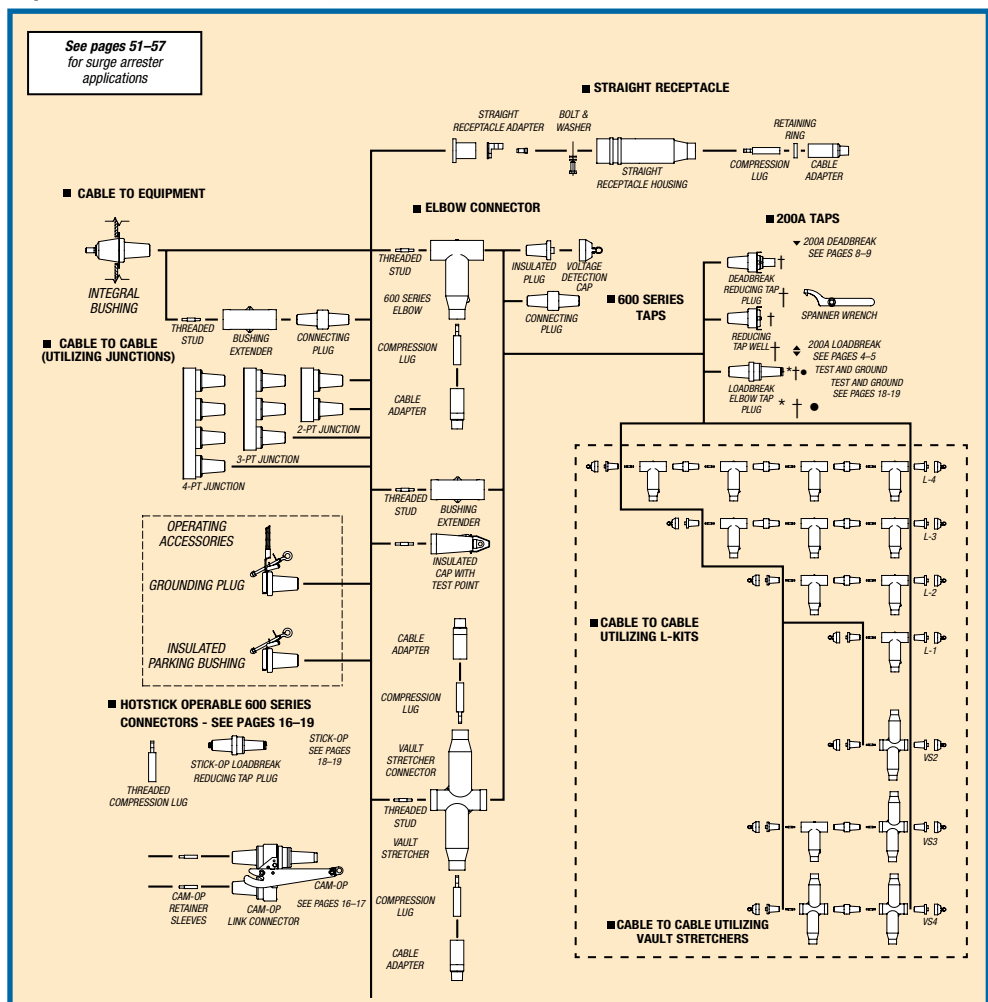 See pages 51–57
for surge arrester
applications
■ STRAIGHT RECEPTACLE
STRAIGHT
RECEPTACLE ADAPTER
BOLT &
WASHER
STRAIGHT
RECEPTACLE HOUSING
RETAINING
RING
COMPRESSION
LUG
CABLE
ADAPTER
■ CABLE TO EQUIPMENT
INTEGRAL
BUSHING
THREADED
STUD
BUSHING
EXTENDER
CONNECTING
PLUG
■ ELBOW CONNECTOR
THREADED
STUD
600 SERIES
ELBOW
COMPRESSION
LUG
CABLE
ADAPTER
INSULATED
PLUG
VOLTAGE
DETECTION
CAP
CONNECTING
PLUG
■ 600 SERIES
TAPS
■ 200A TAPS
▼ 200A DEADBREAK
SEE PAGES 8–9
†
DEADBREAK
REDUCING TAP
PLUG †
SPANNER WRENCH
†
REDUCING
TAP WELL †
200A LOADBREAK
SEE PAGES 4–5
*†● TEST AND GROUND
TEST AND GROUND
SEE PAGES 18-19
LOADBREAK
ELBOW TAP
PLUG * † ●
■ CABLE TO CABLE
(UTILIZING JUNCTIONS)
2-PT JUNCTION
3-PT JUNCTION
4-PT JUNCTION
THREADED
STUD
BUSHING
EXTENDER
INSULATED
CAP WITH
TEST POINT
OPERATING
ACCESSORIES
GROUNDING PLUG
INSULATED
PARKING BUSHING
■ HOTSTICK OPERABLE 600 SERIES
CONNECTORS - SEE PAGES 16–19
THREADED
COMPRESSION LUG
STICK-OP LOADBREAK
REDUCING TAP PLUG
STICK-OP
SEE PAGES
18–19
CAM-OP
RETAINER
SLEEVES
CAM-OP
LINK CONNECTOR
CAM-OP
SEE PAGES 16–17
CABLE
ADAPTER
COMPRESSION
LUG
VAULT
STRETCHER
CONNECTOR
THREADED
STUD
VAULT
STRETCHER
COMPRESSION
LUG
CABLE
ADAPTER
L-4
L-3
L-2
■ CABLE TO CABLE
UTILIZING L-KITS
L-1
VS2
VS3
VS4
■ CABLE TO CABLE UTILIZING
VAULT STRETCHERS